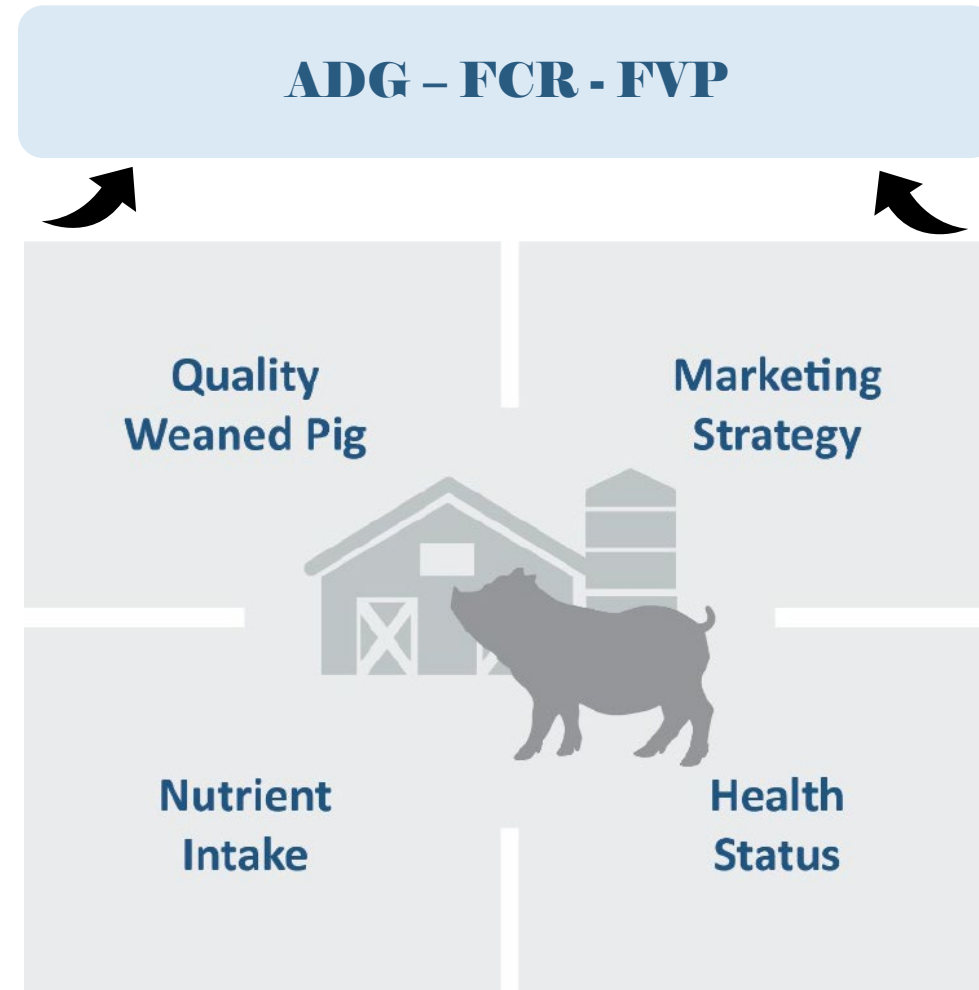 ADG – FCR - FVP
Quality
Weaned Pig
Marketing
Strategy
Nutrient
Intake
Health
Status